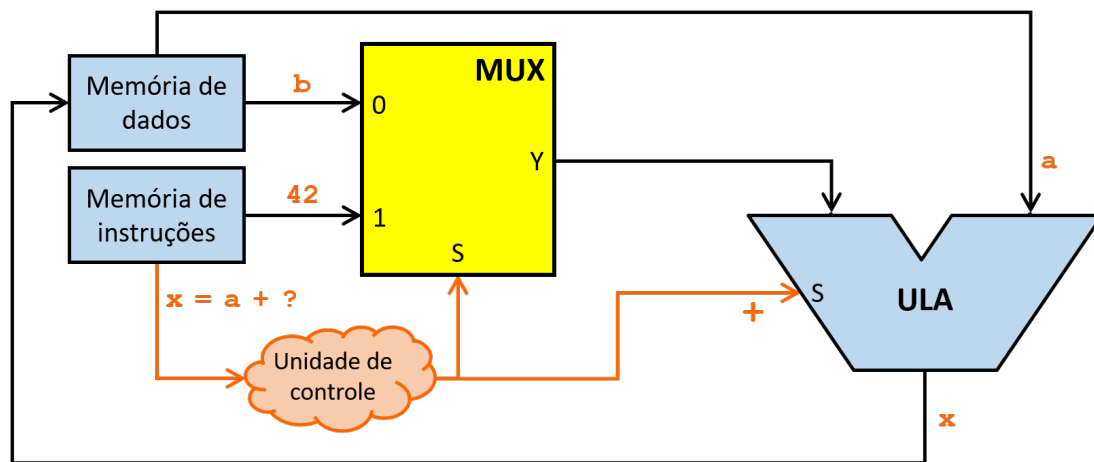 Memória de
dados
b
0
MUX
Y
a
Memória de
instruções
42
1
S
x = a + ?
Unidade de
controle
+
S
ULA
x